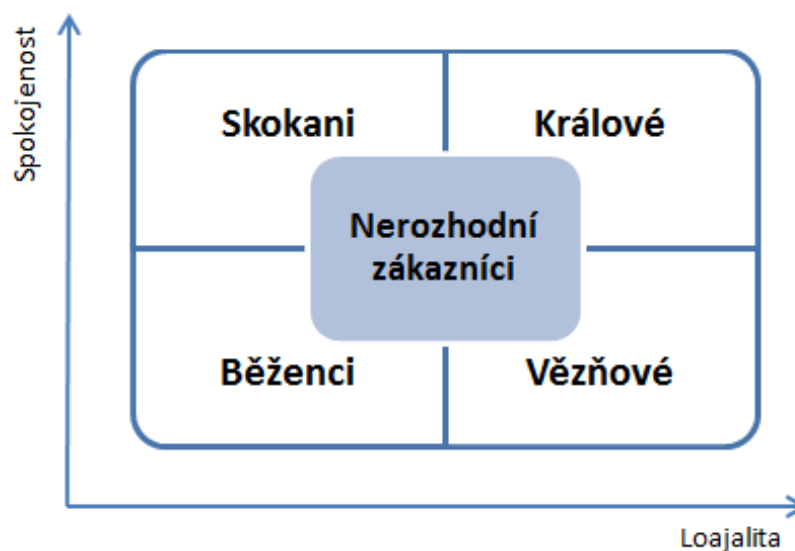 Spokojenost
Skokani
Králové
Nerozhodní
zákazníci
Běženci
Vězňové
Loajalita